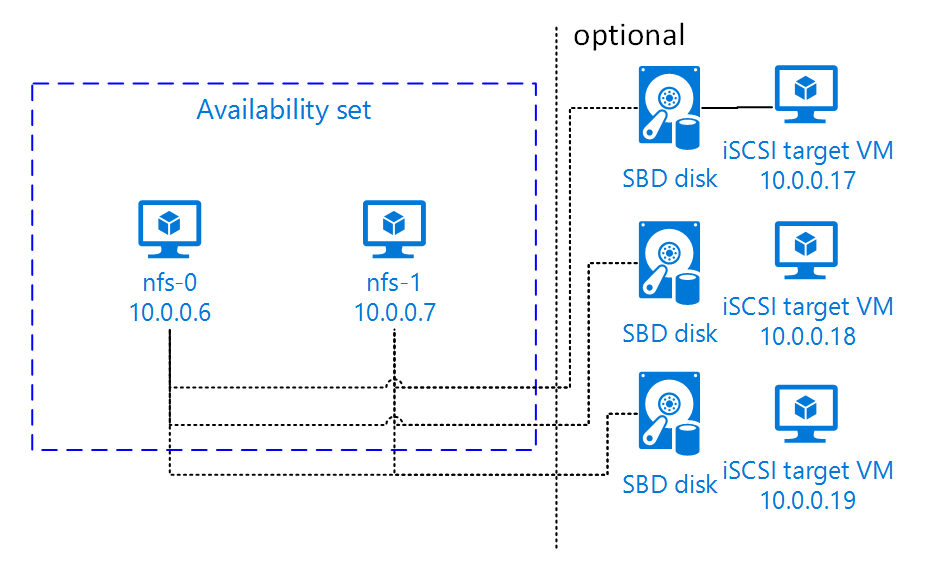 optional
Availability set
nfs-0
10.0.0.6
nfs-1
10.0.0.7
SBD disk
iSCSI target VM
10.0.0.17
SBD disk
iSCSI target VM
10.0.0.18
SBD disk
iSCSI target VM
10.0.0.19